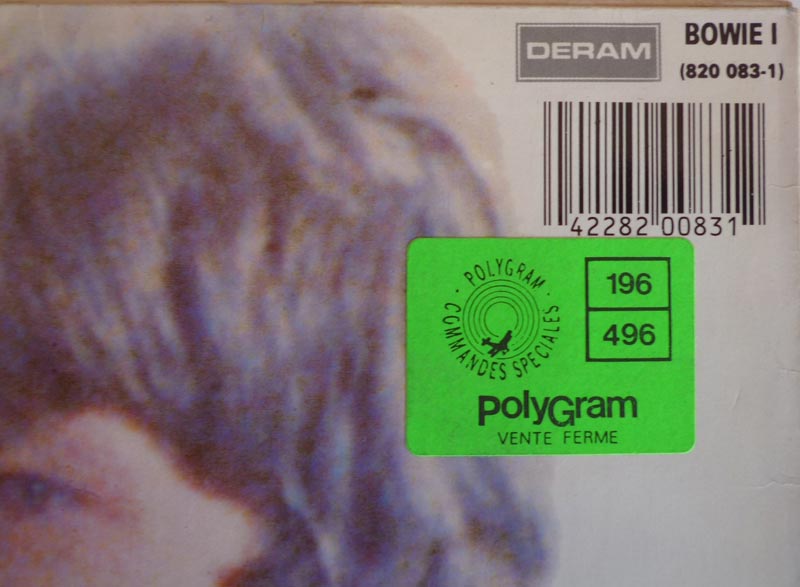 DERAM
BOWIE I
(820 083-1)
42282 00831
POLYGRAM
COMMANDES SPECIALES
196
496
PolyGram
VENTE FERME